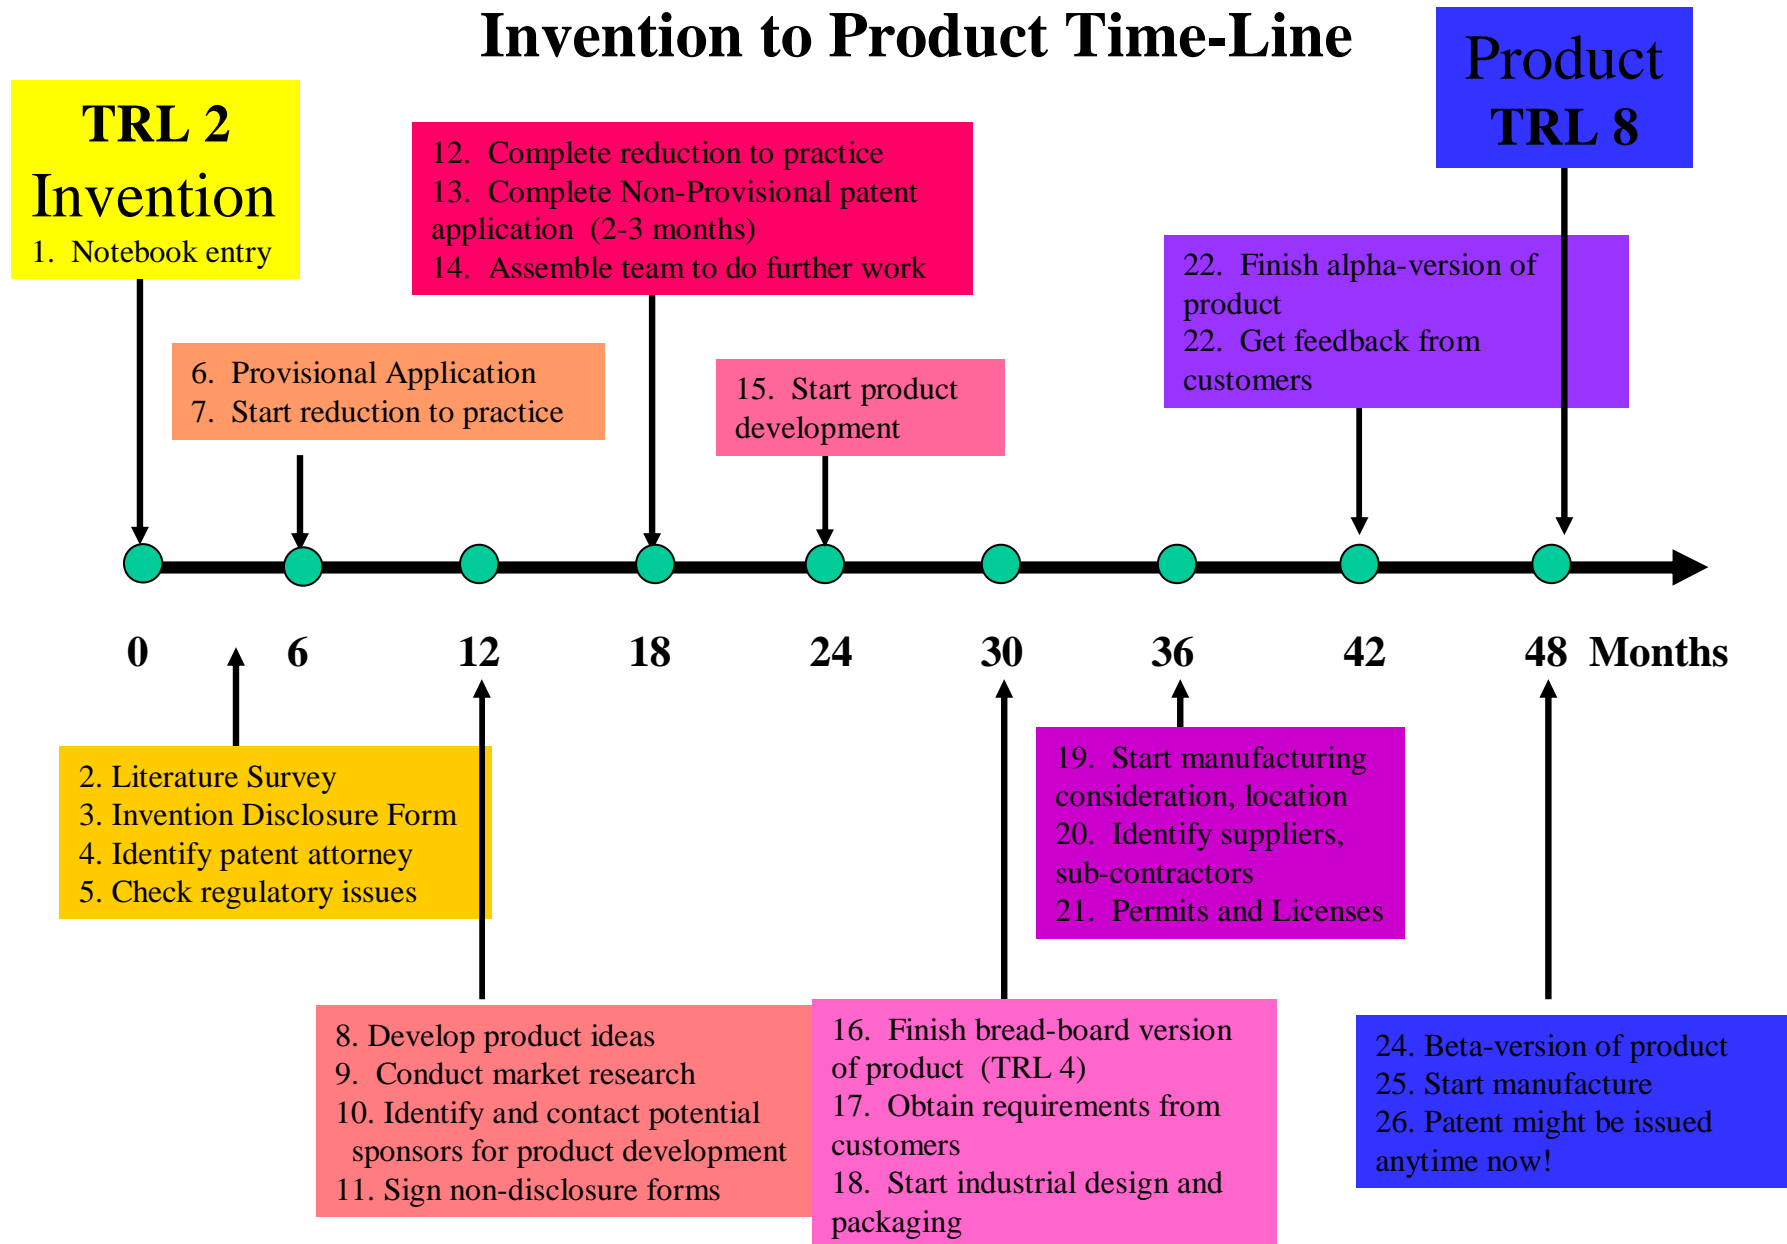 Invention to Product Time-Line
TRL 2
Invention
1. Notebook entry
12. Complete reduction to practice
13. Complete Non-Provisional patent
application (2-3 months)
14. Assemble team to do further work
Product
TRL 8
6. Provisional Application
7. Start reduction to practice
15. Start product
development
22. Finish alpha-version of
product
22. Get feedback from
customers
0 6 12 18 24 30 36 42 48 Months
2. Literature Survey
3. Invention Disclosure Form
4. Identify patent attorney
5. Check regulatory issues
19. Start manufacturing
consideration, location
20. Identify suppliers,
sub-contractors
21. Permits and Licenses
8. Develop product ideas
9. Conduct market research
10. Identify and contact potential
sponsors for product development
11. Sign non-disclosure forms
16. Finish bread-board version
of product (TRL 4)
17. Obtain requirements from
customers
18. Start industrial design and
packaging
24. Beta-version of product
25. Start manufacture
26. Patent might be issued
anytime now!